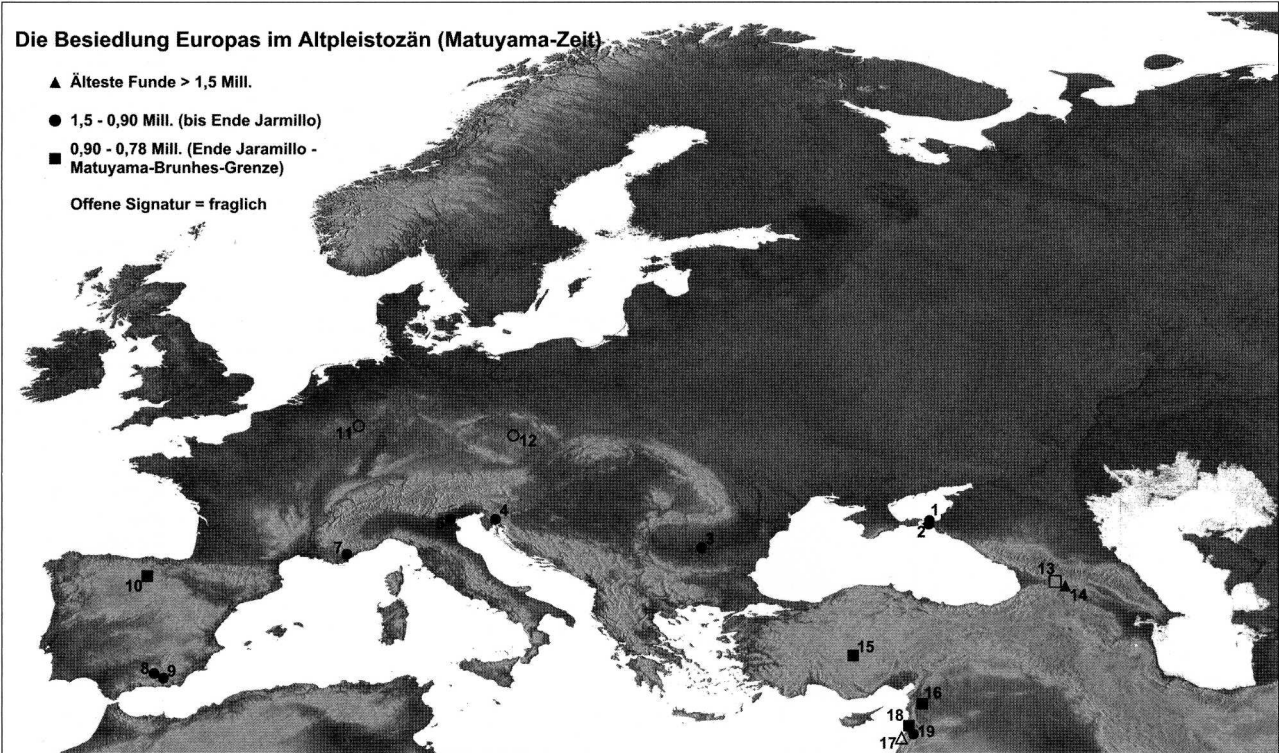 Die Besiedlung Europas im Altpleistozän (Matuyama-Zeit)
Älteste Funde > 1,5 Mill.
1,5 - 0,90 Mill. (bis Ende Jarmillo)
0,90 - 0,78 Mill. (Ende Jaramillo -
Matuyama-Brunhes-Grenze)
Offene Signatur = fraglich
11
12
1
2
4
3
7
10
13
14
8
9
15
16
18
19
17